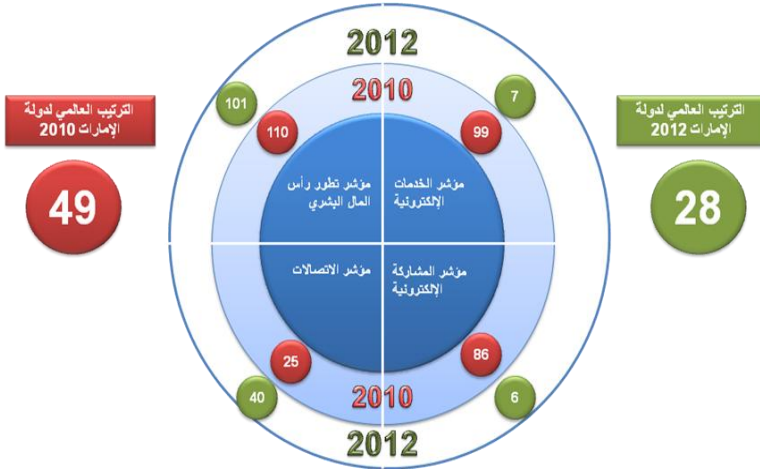 2012
2010
101
7
110
99
الترتيب العالمي لدولة
الإمارات 2010
49
الترتيب العالمي لدولة
الإمارات 2012
28
مؤشر تطور رأس
المال البشري
مؤشر الخدمات
الإلكترونية
مؤشر الاتصالات
مؤشر المشاركة
الإلكترونية
25
86
40
6
2010
2012